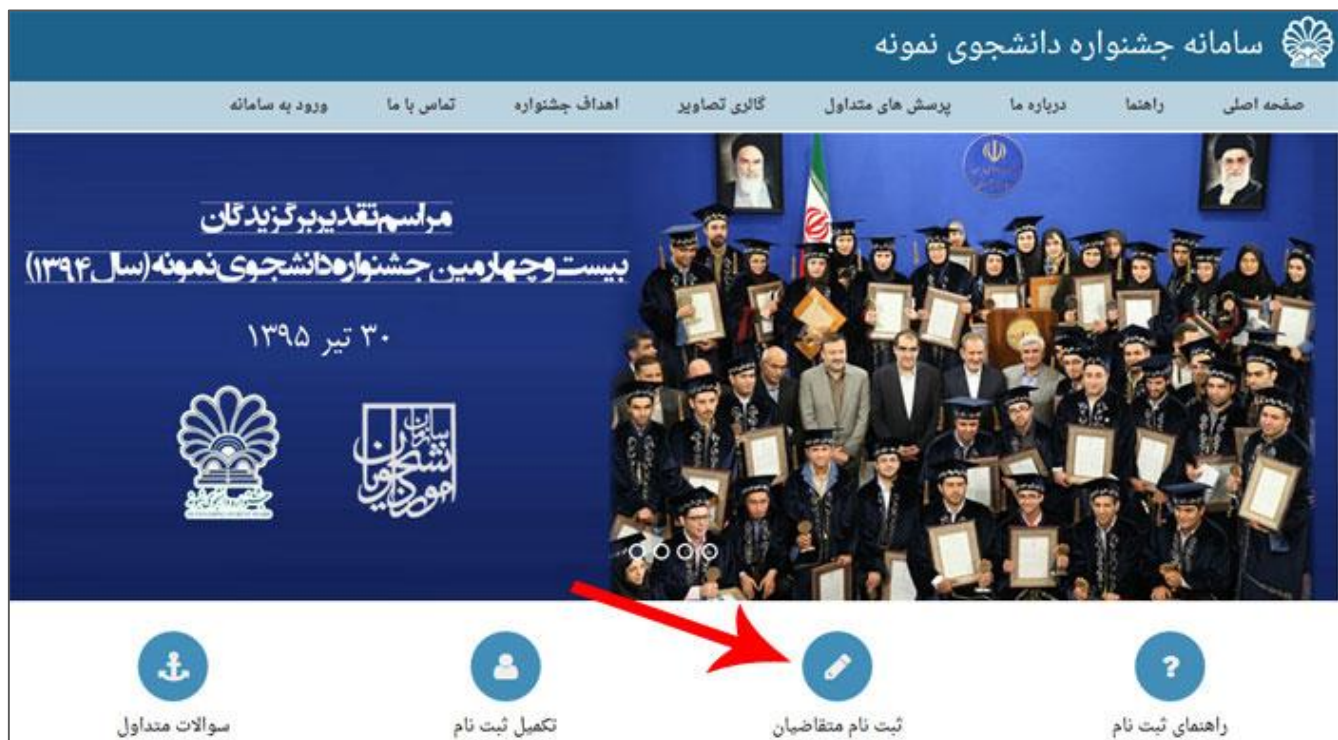 سامانه جشنواره دانشجوی نمونه
صفحه اصلی راهنما درباره ما پرسش های متداول گالری تصاویر اهداف جشنواره تماس با ما ورود به سامانه
مراسم تقدیر برگزیدگان
بیست و چهارمین جشنواره دانشجوی نمونه (سال ۱۳۹۴)
۳۰ تیر ۱۳۹۵
سازمان امور دانشجویان
راهنمای ثبت نام ثبت نام متقاضیان تکمیل ثبت نام سوالات متداول